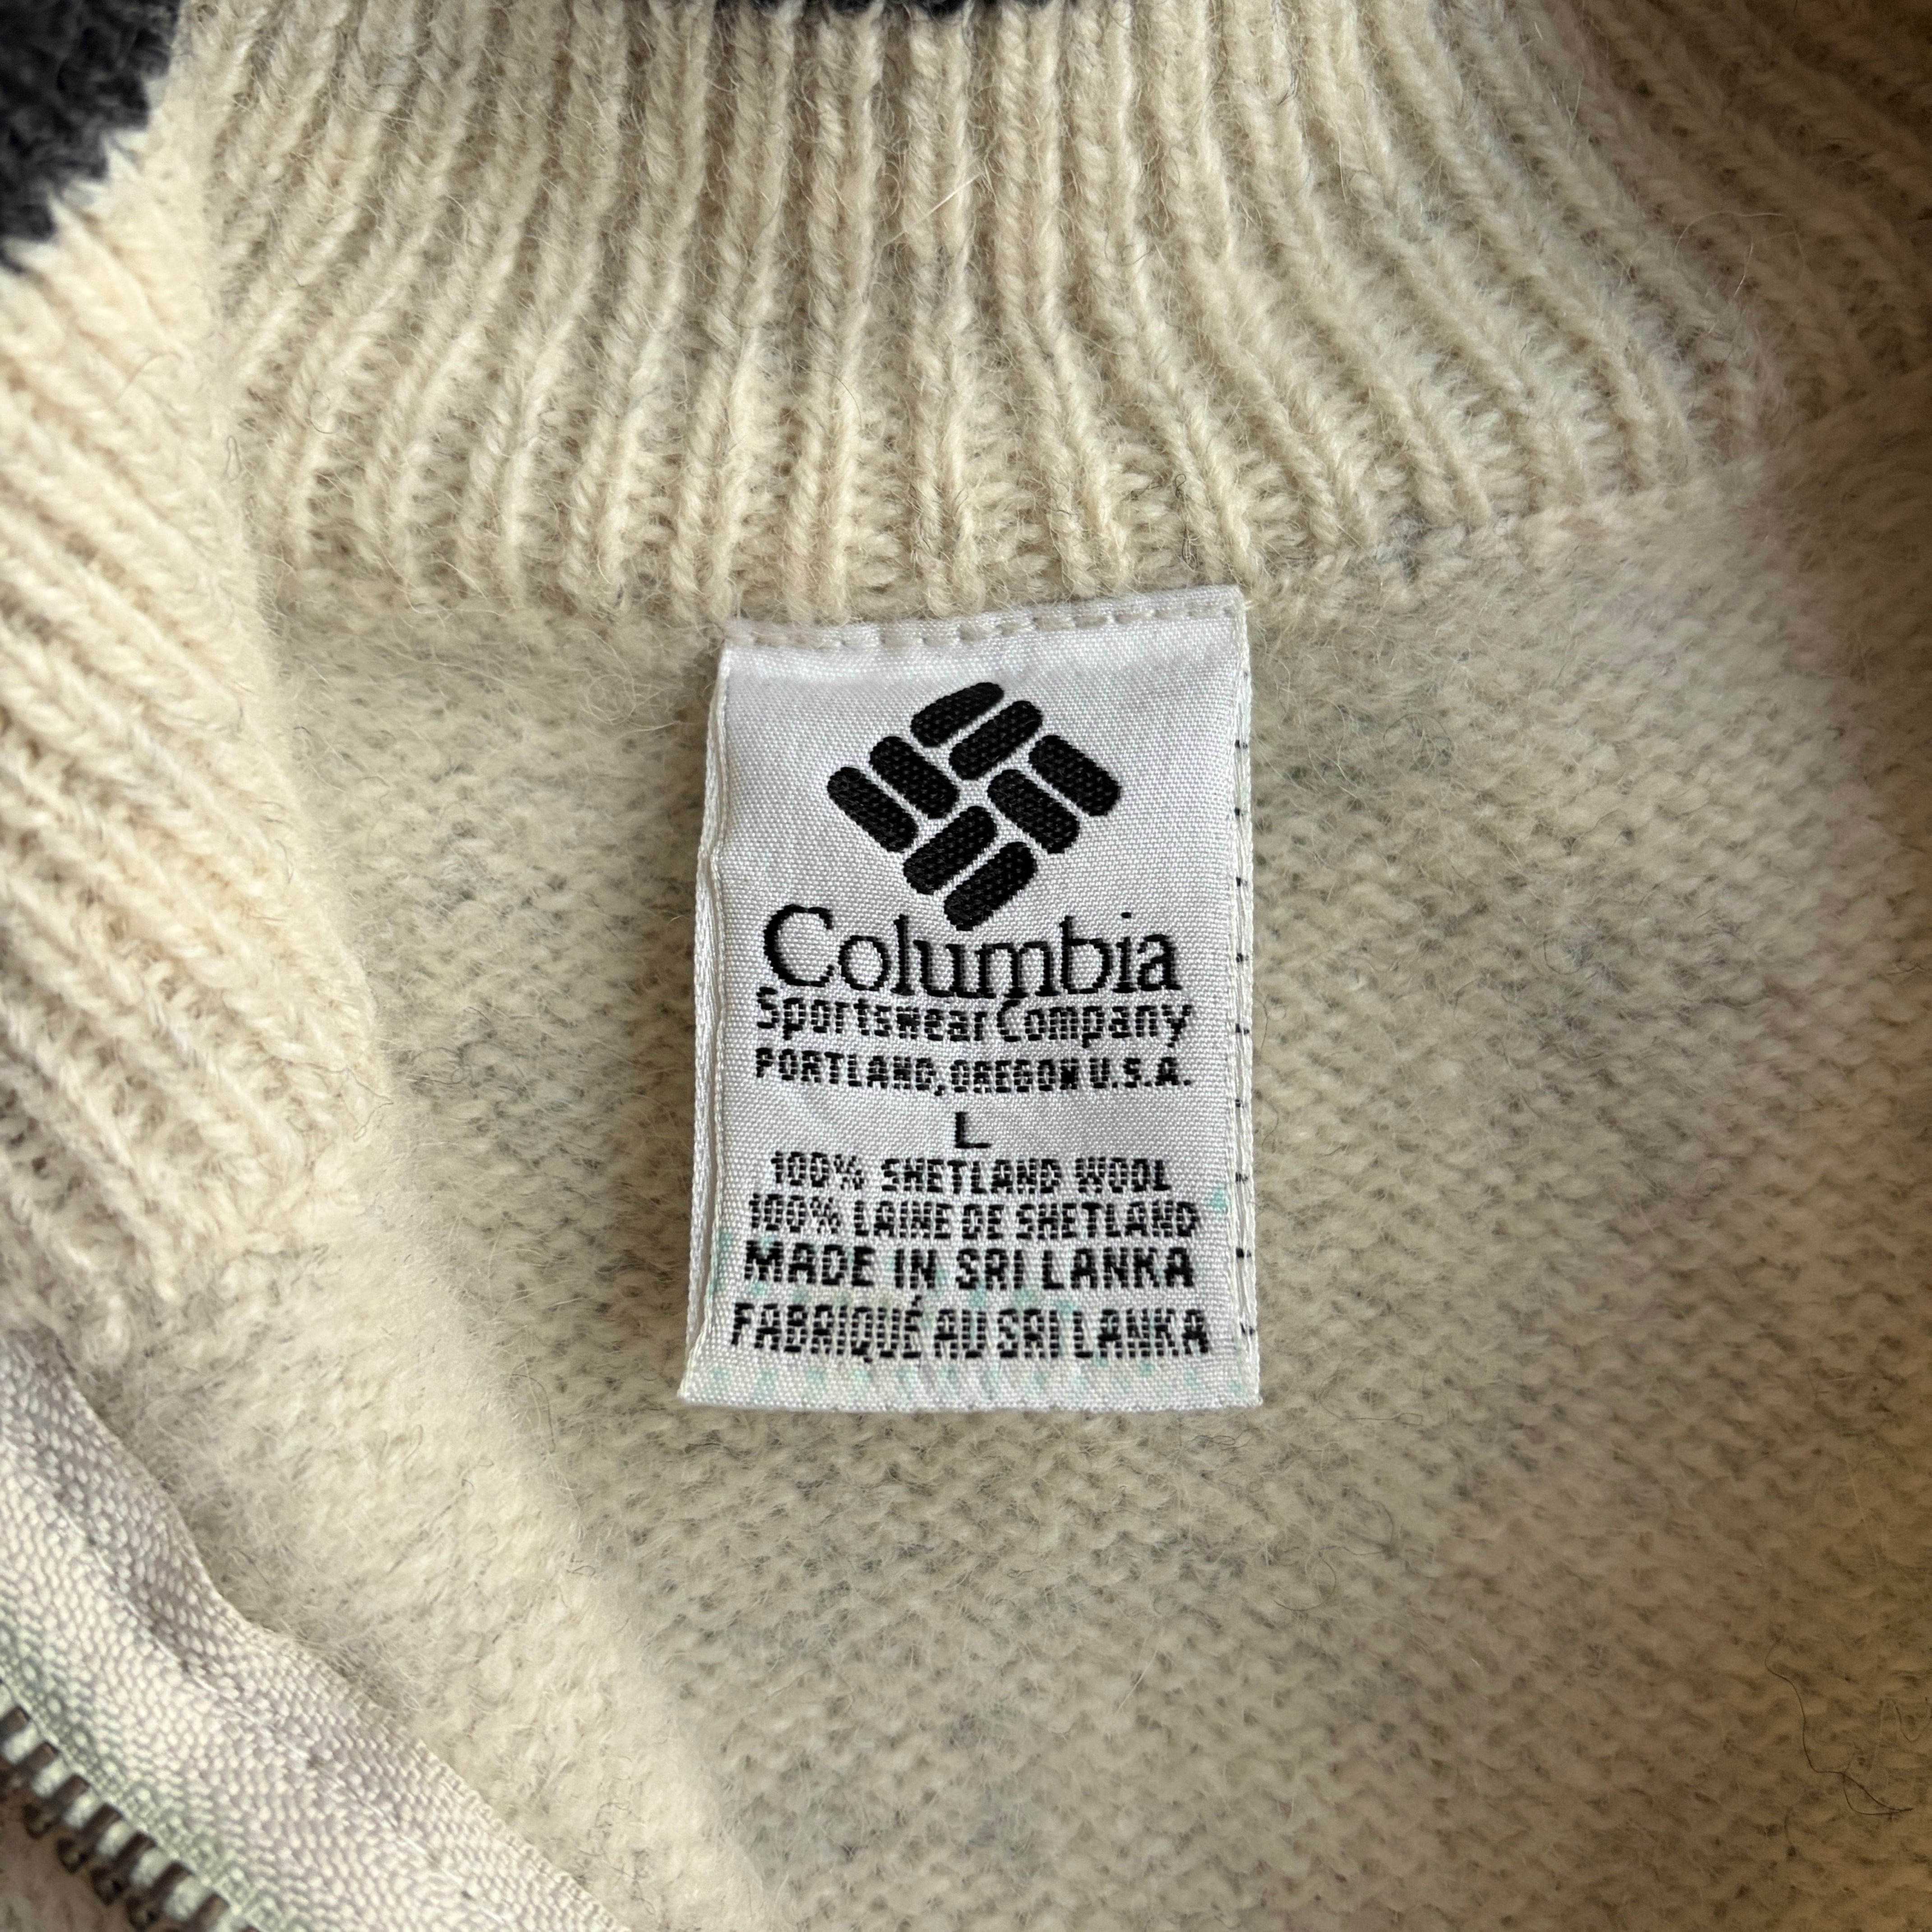 Columbia
Sportswear Company
PORTLAND, OREGON U.S.A.
L
100% SHETLAND WOOL
100% LAINE DE SHETLAND
MADE IN SRI LANKA
FABRIQUÉ AU SRI LANKA